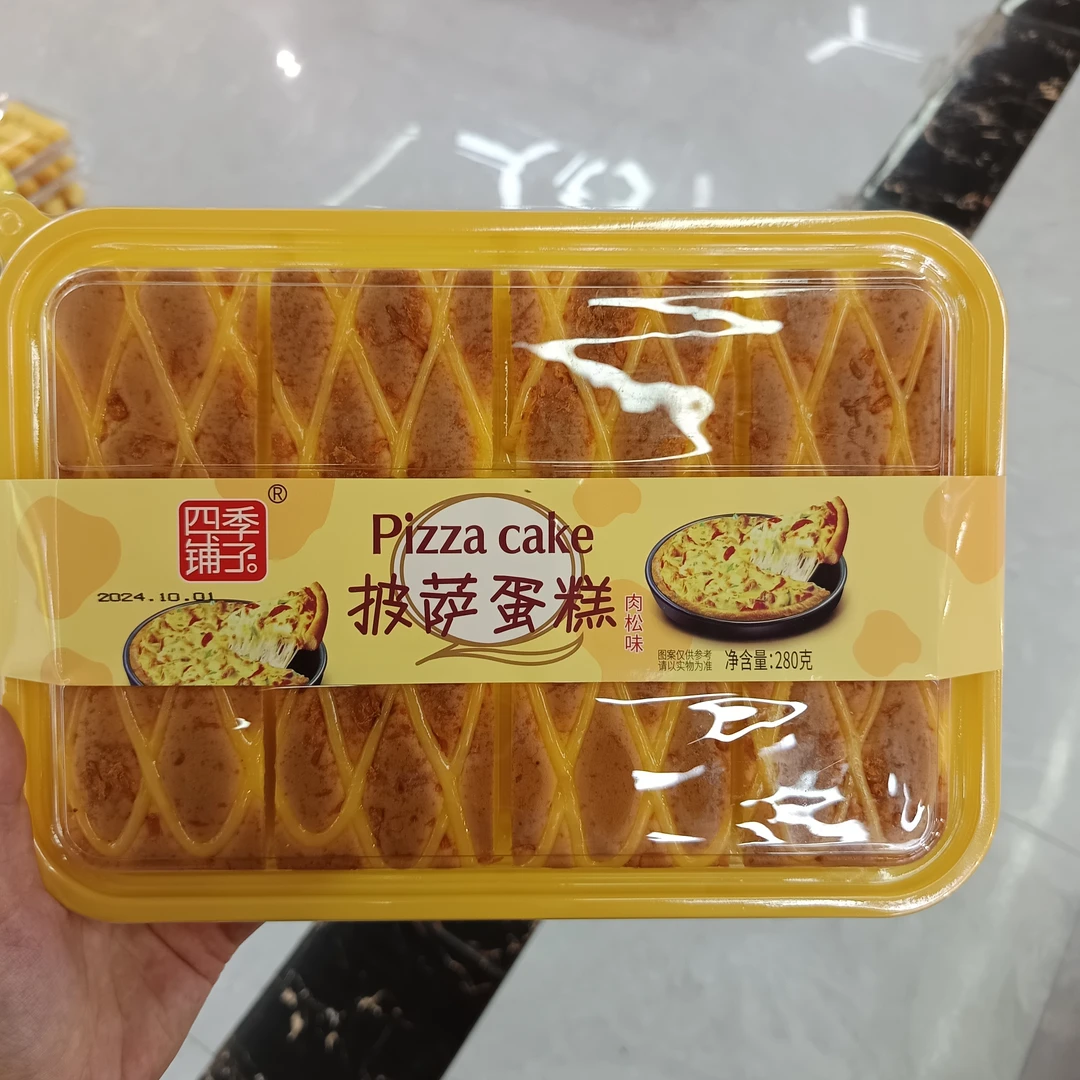 四季
铺子
®
2024.10.01
Pizza cake
披萨蛋糕
肉松味
图案仅供参考
请以实物为准
净含量:280克